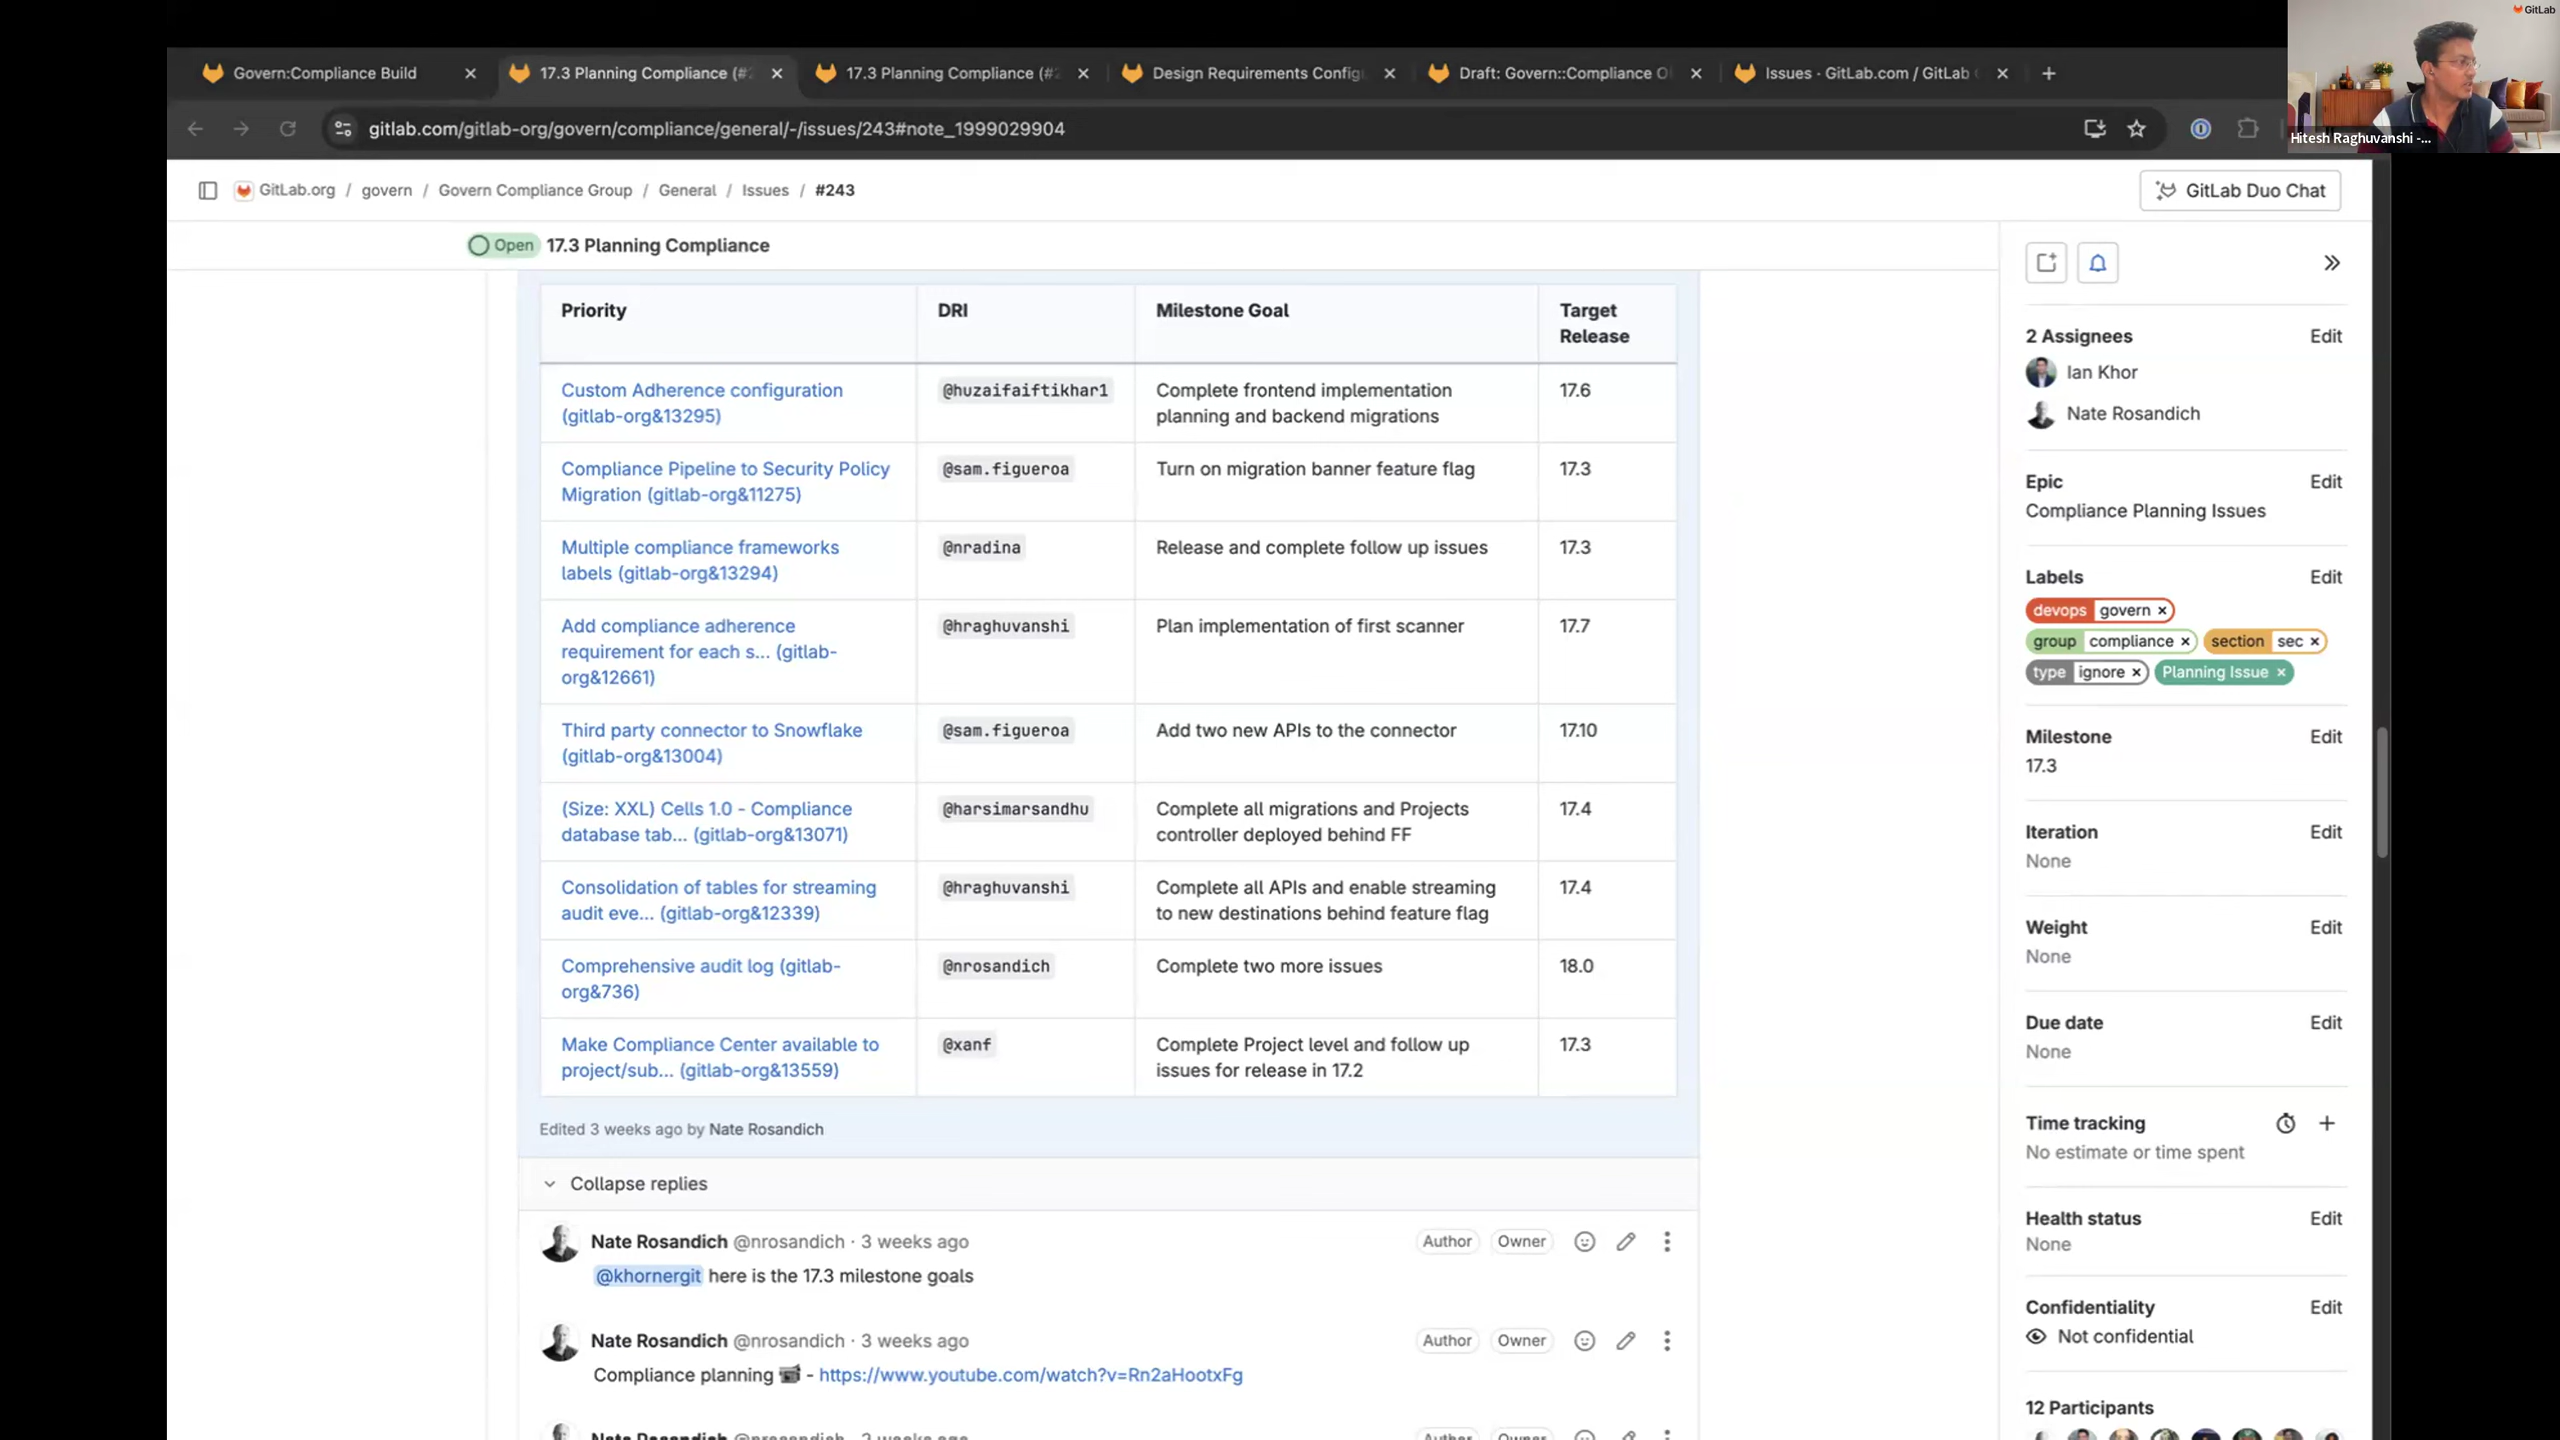 GitLab
Hitesh Raghuvanshi -...
Govern:Compliance Build
17.3 Planning Compliance (#2
17.3 Planning Compliance (#2
Design Requirements Config
Draft: Govern::Compliance O
Issues · GitLab.com / GitLab
gitlab.com/gitlab-org/govern/compliance/general/-/issues/243#note_1999029904
GitLab.org / govern / Govern Compliance Group / General / Issues / #243
GitLab Duo Chat
Open 17.3 Planning Compliance
Priority DRI Milestone Goal Target
Release
Custom Adherence configuration @huzaifaiftikhar1 Complete frontend implementation 17.6
(gitlab-org&13295) planning and backend migrations
Compliance Pipeline to Security Policy @sam.figueroa Turn on migration banner feature flag 17.3
Migration (gitlab-org&11275)
Multiple compliance frameworks @nradina Release and complete follow up issues 17.3
labels (gitlab-org&13294)
Add compliance adherence @hraghuvanshi Plan implementation of first scanner 17.7
requirement for each s... (gitlab-
org&12661)
Third party connector to Snowflake @sam.figueroa Add two new APIs to the connector 17.10
(gitlab-org&13004)
(Size: XXL) Cells 1.0 - Compliance @harsimarsandhu Complete all migrations and Projects 17.4
database tab... (gitlab-org&13071) controller deployed behind FF
Consolidation of tables for streaming @hraghuvanshi Complete all APIs and enable streaming 17.4
audit eve... (gitlab-org&12339) to new destinations behind feature flag
Comprehensive audit log (gitlab- @nrosandich Complete two more issues 18.0
org&736)
Make Compliance Center available to @xanf Complete Project level and follow up 17.3
project/sub... (gitlab-org&13559) issues for release in 17.2
Edited 3 weeks ago by Nate Rosandich
Collapse replies
Nate Rosandich @nrosandich · 3 weeks ago Author Owner
@khornergit here is the 17.3 milestone goals
Nate Rosandich @nrosandich · 3 weeks ago Author Owner
Compliance planning - https://www.youtube.com/watch?v=Rn2aHootxFg
Nate Rosandich @nrosandich · 2 weeks ago Author Owner
2 Assignees Edit
Ian Khor
Nate Rosandich
Epic Edit
Compliance Planning Issues
Labels Edit
devops govern ×
group compliance × section sec ×
type ignore × Planning Issue ×
Milestone Edit
17.3
Iteration Edit
None
Weight Edit
None
Due date Edit
None
Time tracking
No estimate or time spent
Health status Edit
None
Confidentiality Edit
Not confidential
12 Participants